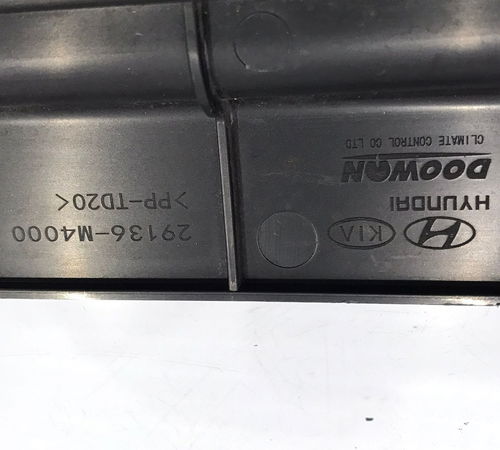 HYUNDAI
KIA
DOOWON
CLIMATE CONTROL CO LTD
29136-M4000
>PP-TD20<